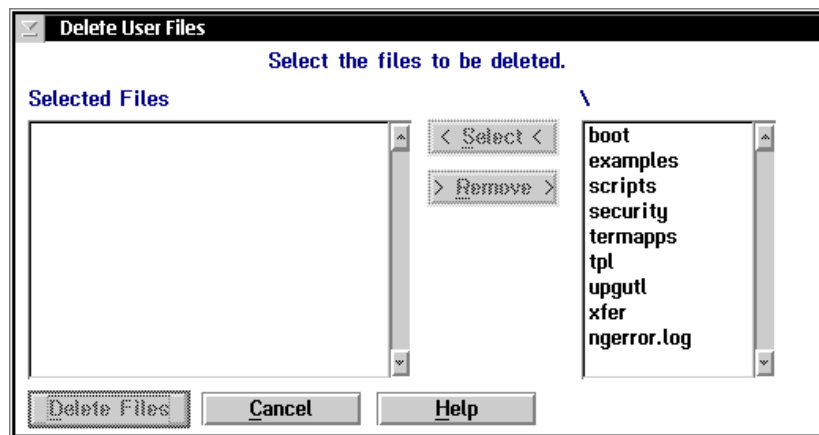 Delete User Files
Select the files to be deleted.
Selected Files
\
< Select <
> Remove >
boot
examples
scripts
security
termapps
tpl
upgutl
xfer
ngerror.log
Delete Files
Cancel
Help